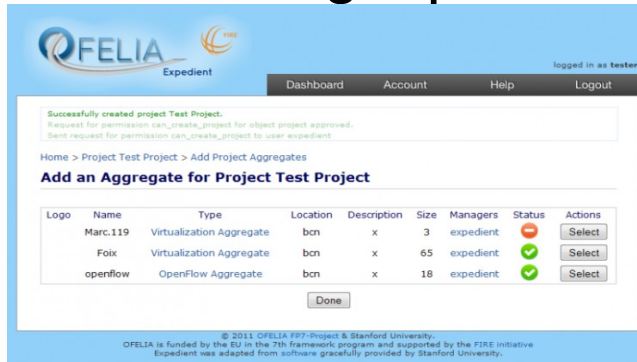 OFELIA
FIRE
Expedient
logged in as tester
Dashboard Account Help Logout
Successfully created project Test Project.
Request for permission can_create_project for object project approved.
Sent request for permission can_create_project to user expedient
Home > Project Test Project > Add Project Aggregates
Add an Aggregate for Project Test Project
Logo Name Type Location Description Size Managers Status Actions
Marc.119 Virtualization Aggregate bcn x 3 expedient Select
Foix Virtualization Aggregate bcn x 65 expedient Select
openflow OpenFlow Aggregate bcn x 18 expedient Select
Done
© 2011 OFELIA FP7-Project & Stanford University.
OFELIA is funded by the EU in the 7th framework program and supported by the FIRE initiative
Expedient was adapted from software gracefully provided by Stanford University.